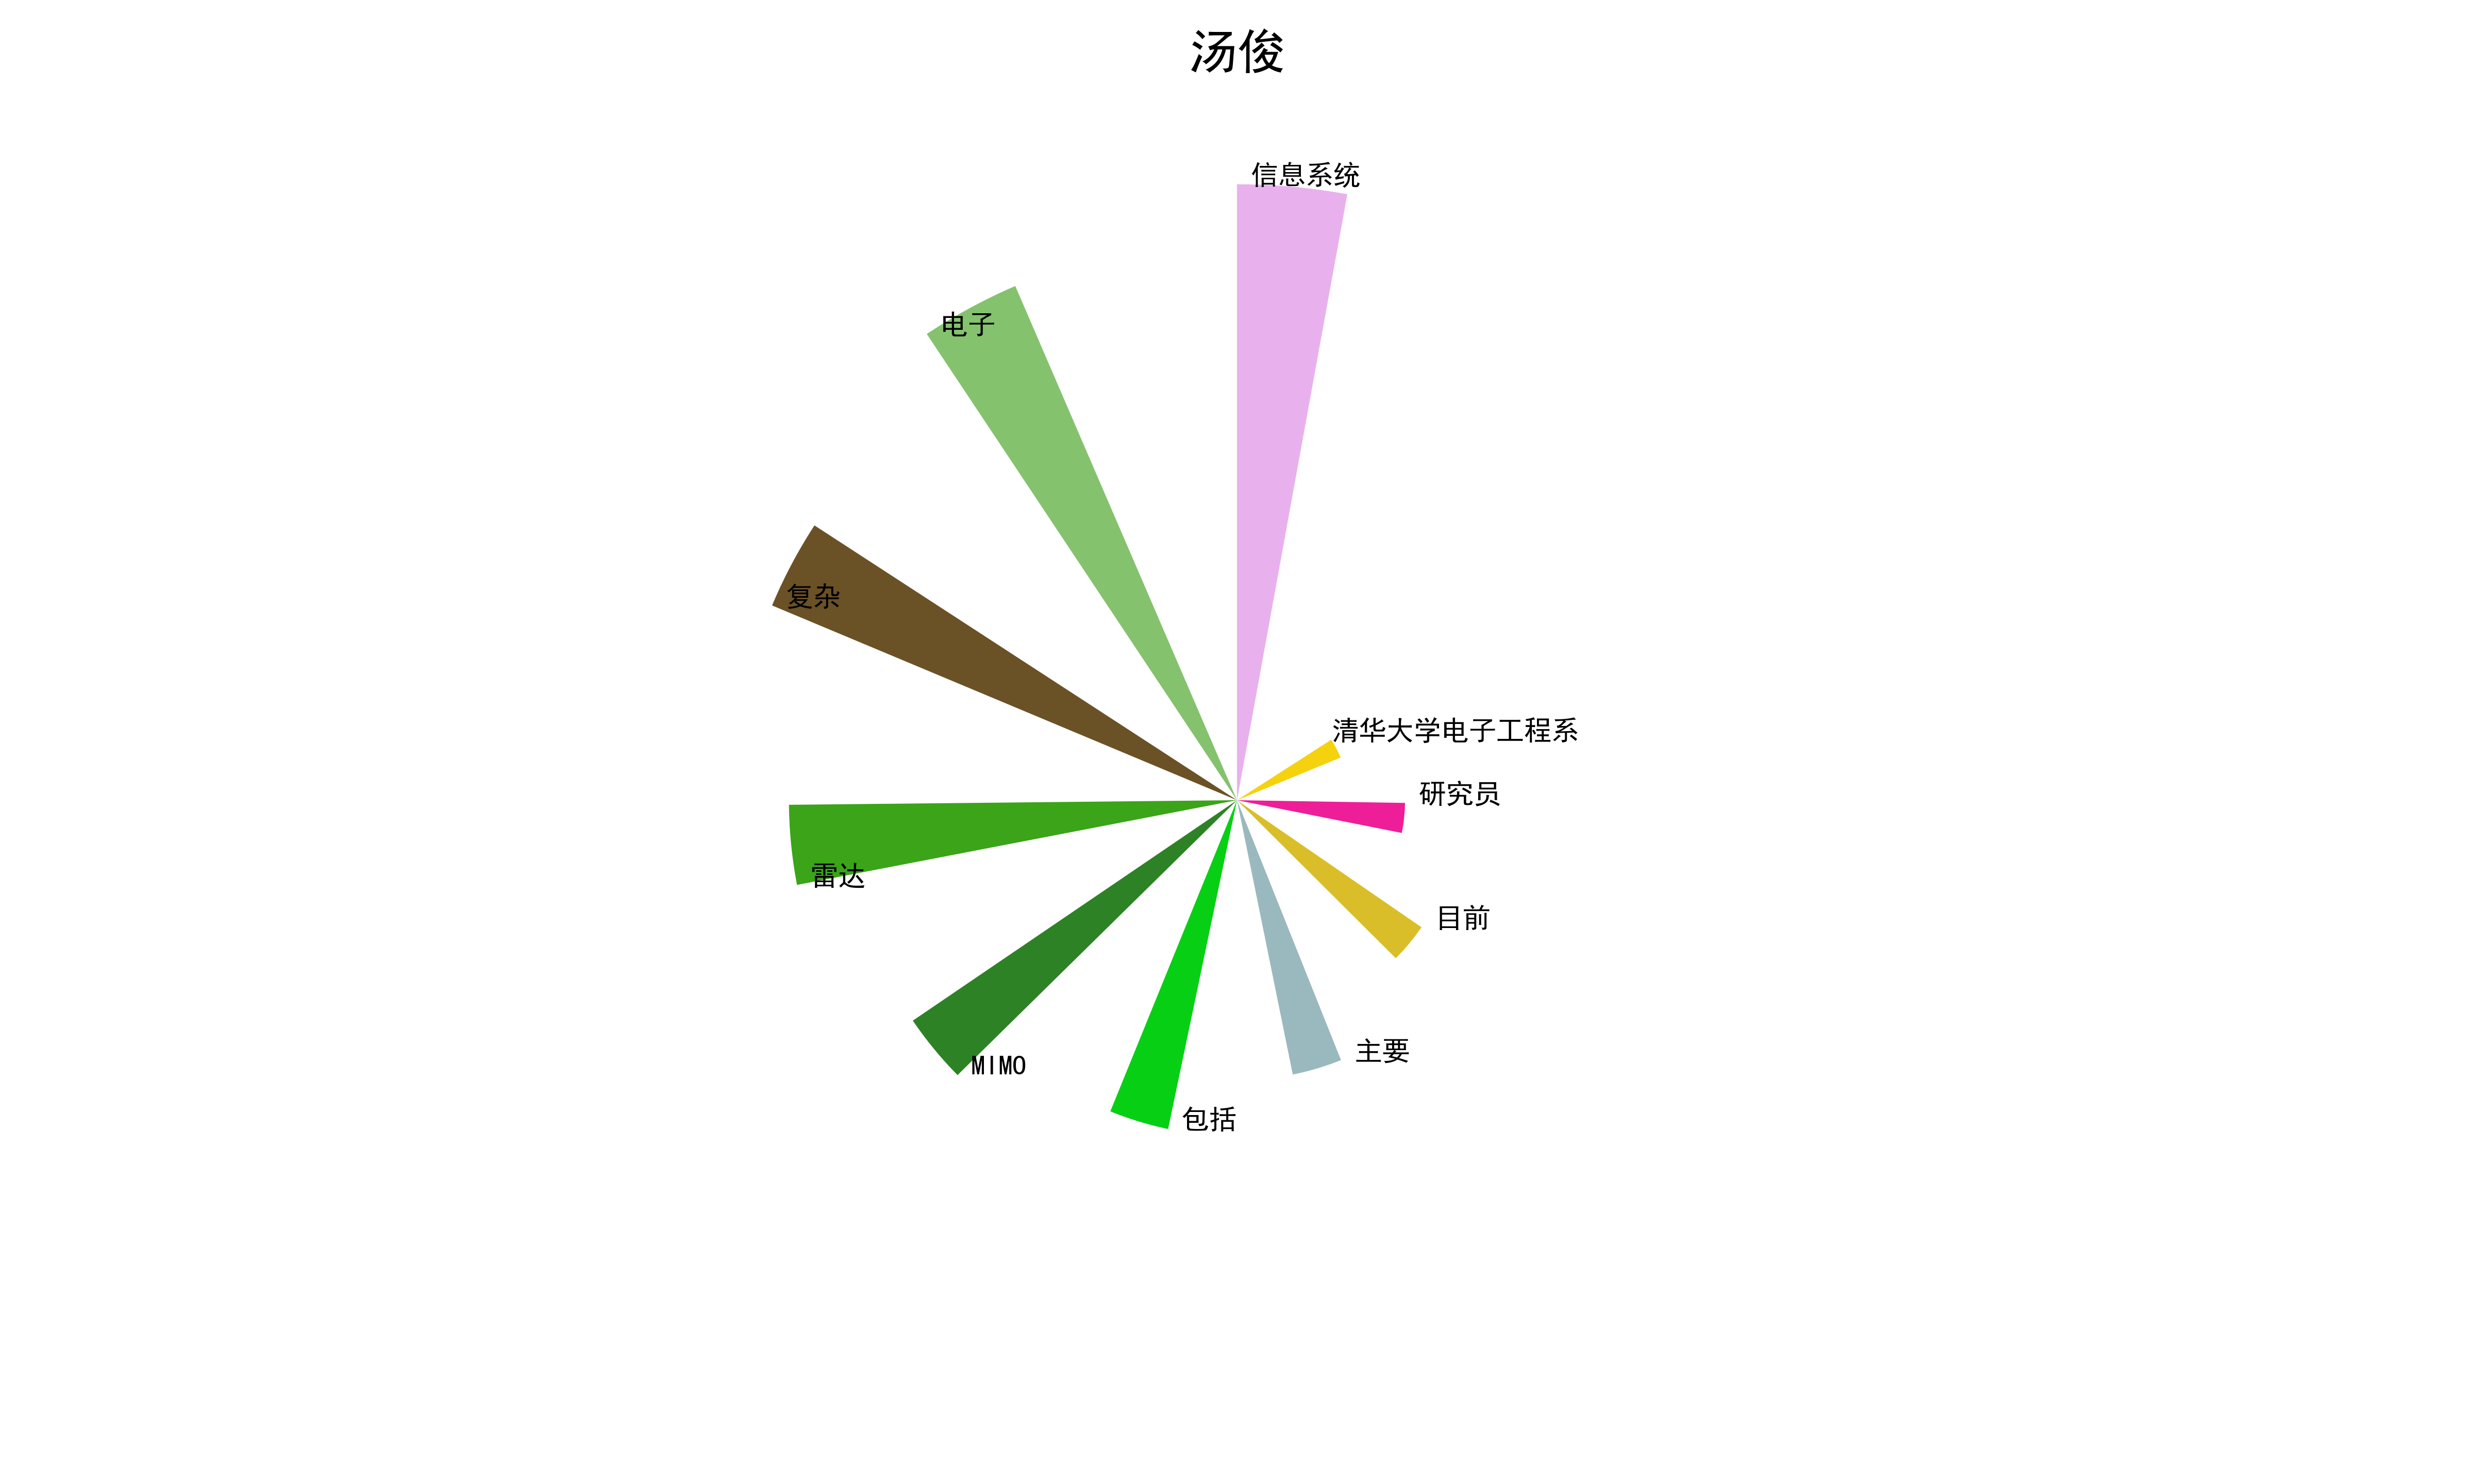 汤俊
信息系统
电子
复杂
清华大学电子工程系
研究员
雷达
目前
主要
MIMO
包括